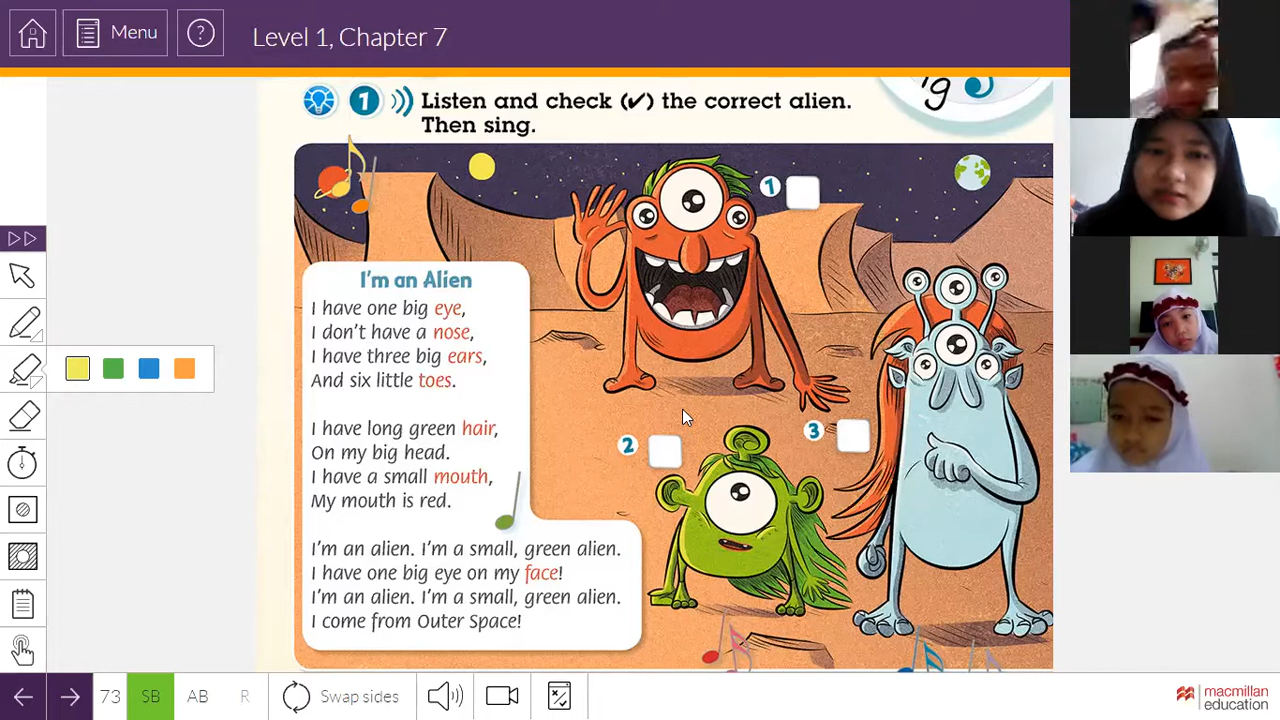 Menu
?
Level 1, Chapter 7
1 Listen and check (✔) the correct alien.
Then sing.
I'm an Alien
I have one big eye,
I don't have a nose,
I have three big ears,
And six little toes.
I have long green hair,
On my big head.
I have a small mouth,
My mouth is red.
I'm an alien. I'm a small, green alien.
I have one big eye on my face!
I'm an alien. I'm a small, green alien.
I come from Outer Space!
1
2
3
73
SB
AB
R
Swap sides
macmillan
education